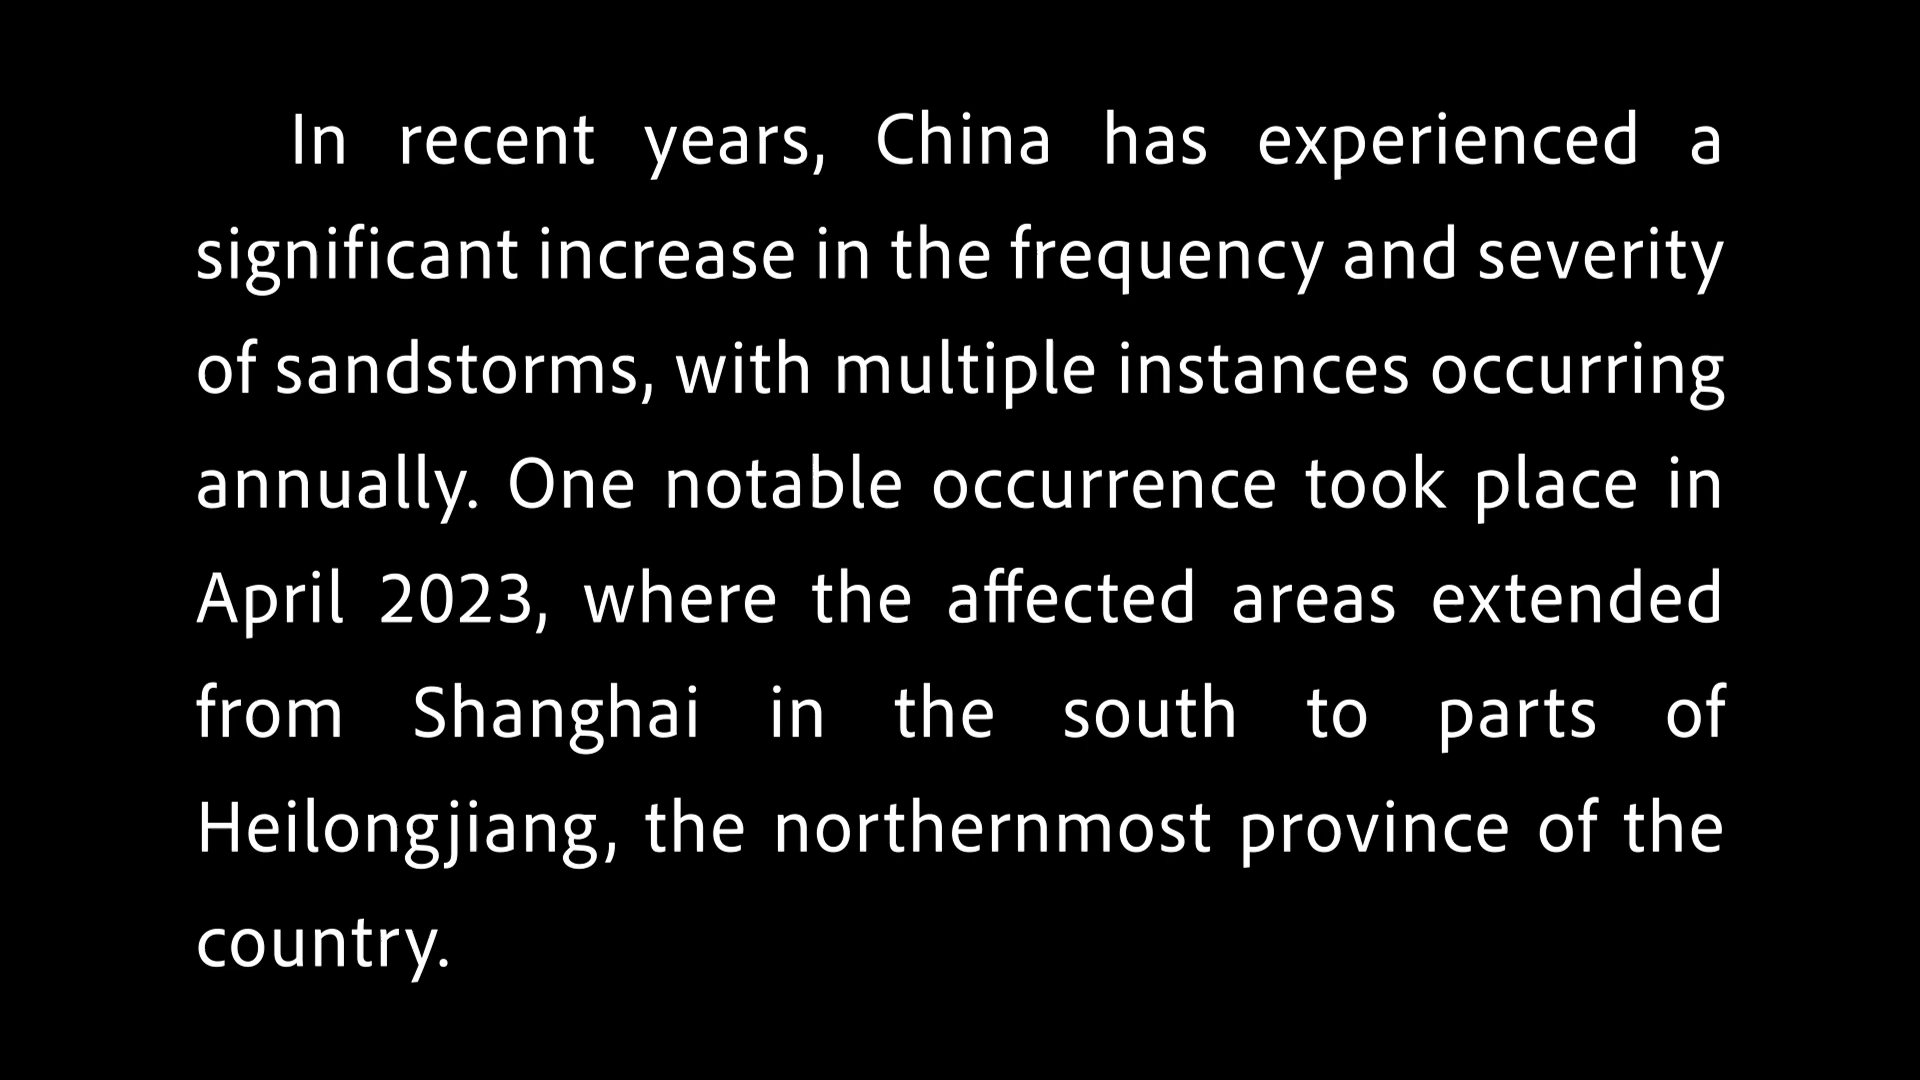 In recent years, China has experienced a
significant increase in the frequency and severity
of sandstorms, with multiple instances occurring
annually. One notable occurrence took place in
April 2023, where the affected areas extended
from Shanghai in the south to parts of
Heilongjiang, the northernmost province of the
country.